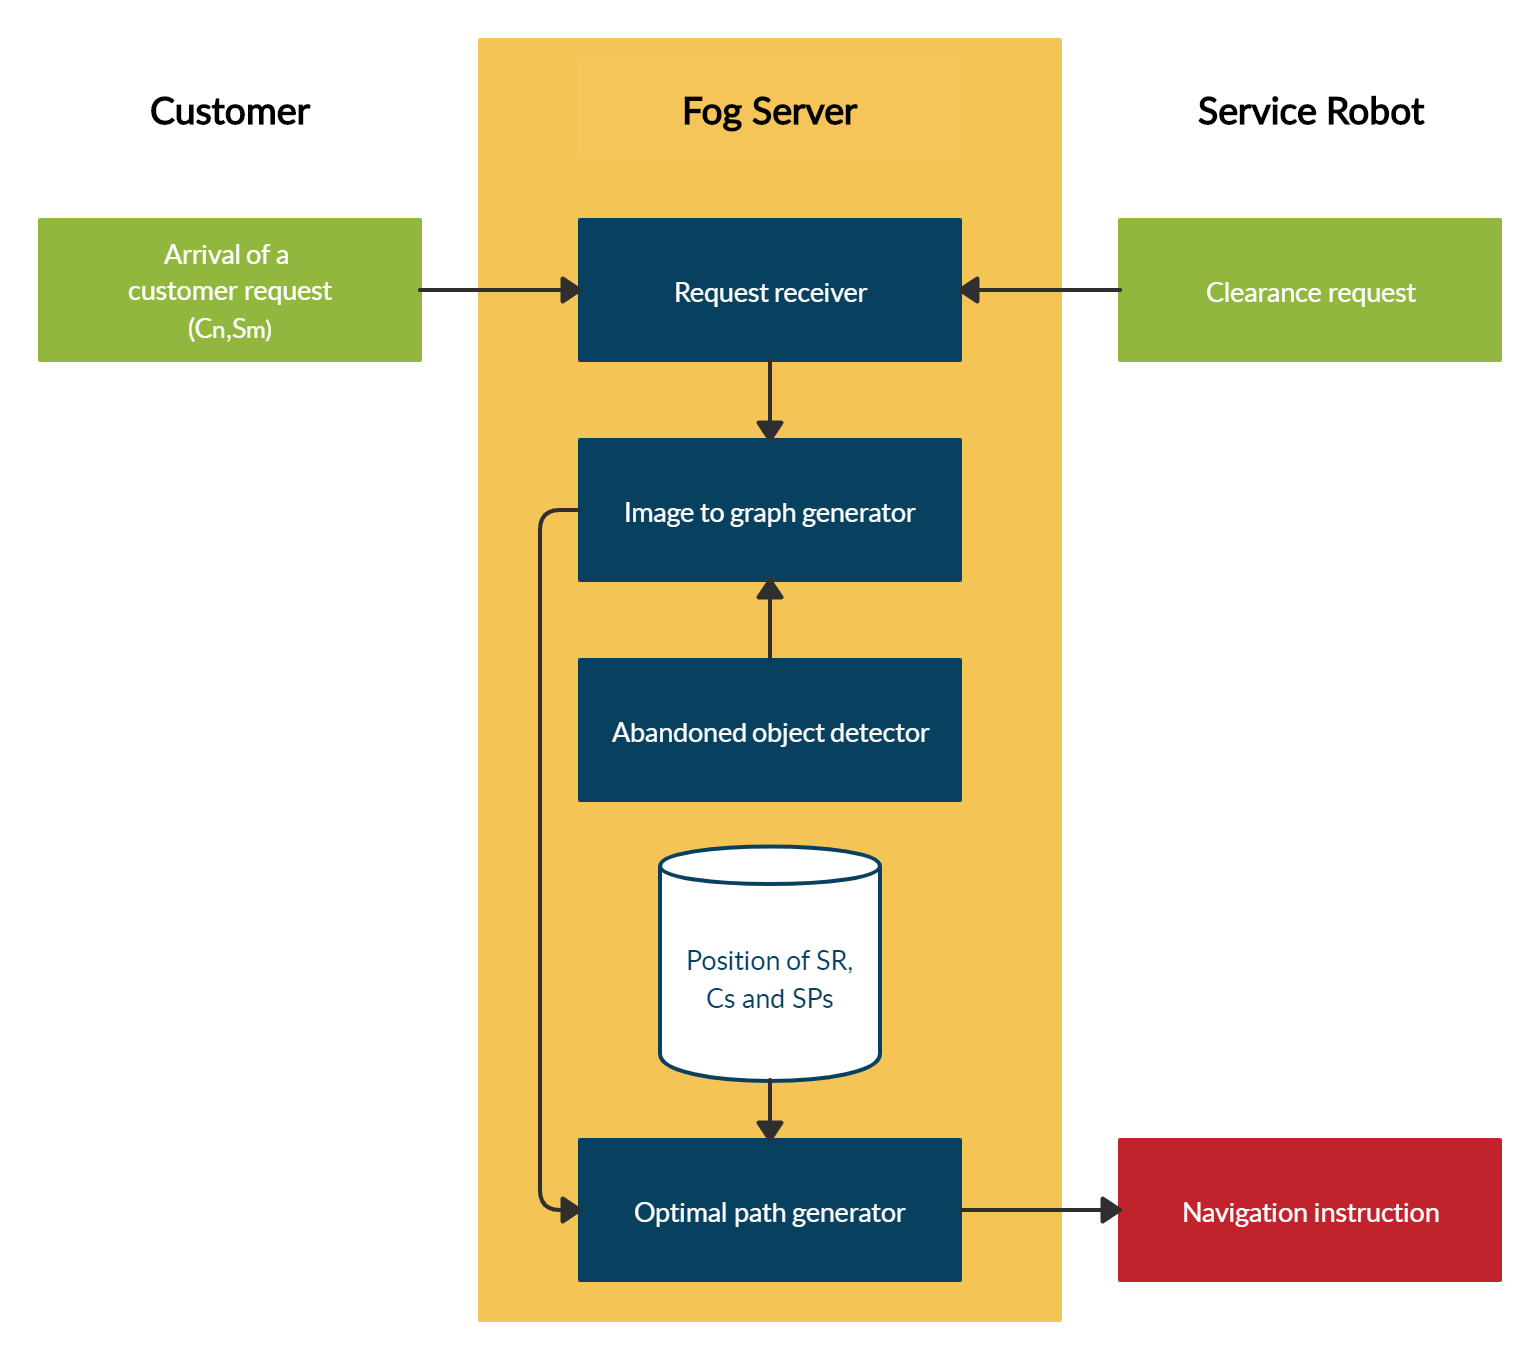 Customer
Fog Server
Service Robot
Arrival of a
customer request
(Cn,Sm)
Request receiver
Clearance request
Image to graph generator
Abandoned object detector
Position of SR,
Cs and SPs
Optimal path generator
Navigation instruction